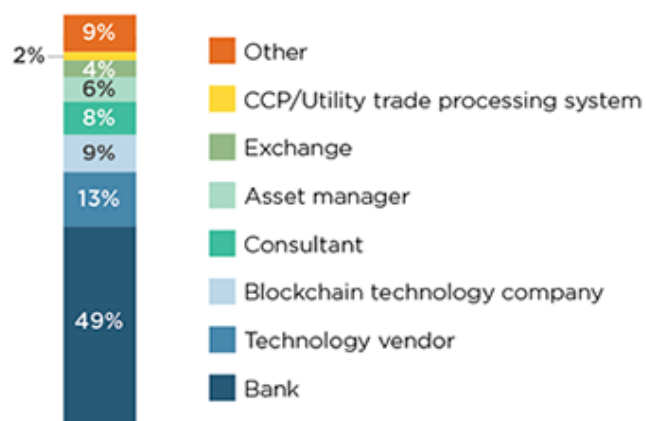 9%
2%
4%
6%
8%
9%
13%
49%
Other
CCP/Utility trade processing system
Exchange
Asset manager
Consultant
Blockchain technology company
Technology vendor
Bank